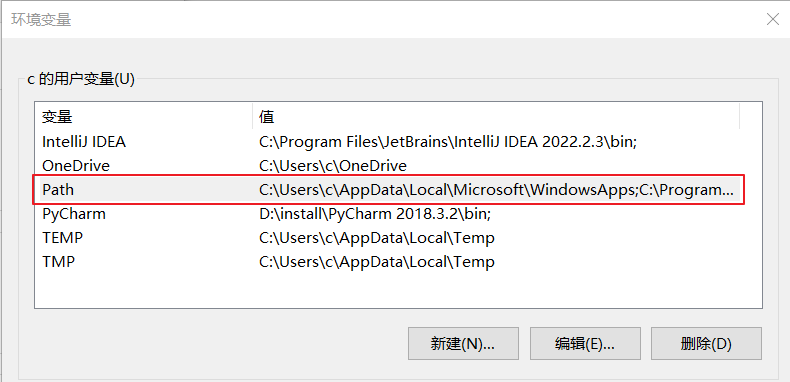 环境变量
c 的用户变量(U)
变量 值
IntelliJ IDEA C:\Program Files\JetBrains\IntelliJ IDEA 2022.2.3\bin;
OneDrive C:\Users\c\OneDrive
Path C:\Users\c\AppData\Local\Microsoft\WindowsApps;C:\Program...
PyCharm D:\install\PyCharm 2018.3.2\bin;
TEMP C:\Users\c\AppData\Local\Temp
TMP C:\Users\c\AppData\Local\Temp
新建(N)... 编辑(E)... 删除(D)